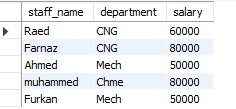 staff_name department salary
Raed CNG 60000
Farnaz CNG 80000
Ahmed Mech 50000
muhammed Chme 80000
Furkan Mech 50000